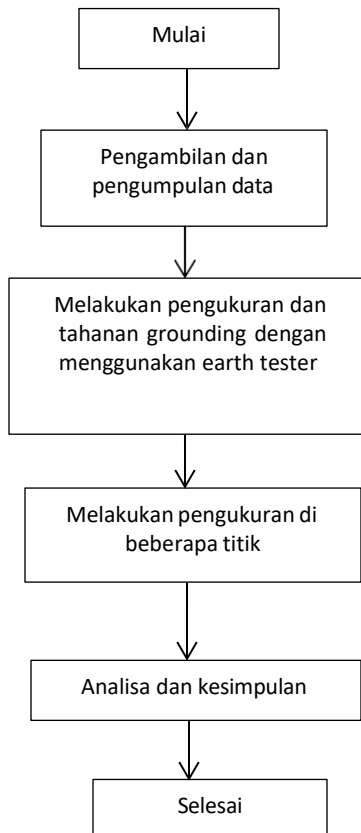 Mulai
Pengambilan dan
pengumpulan data
Melakukan pengukuran dan
tahanan grounding dengan
menggunakan earth tester
Melakukan pengukuran di
beberapa titik
Analisa dan kesimpulan
Selesai